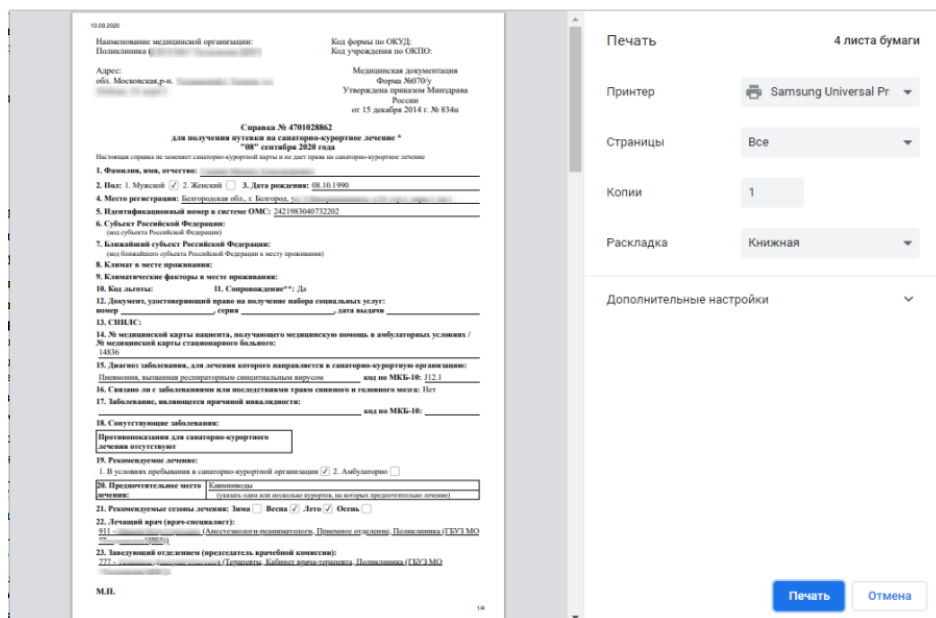 10.09.2020
Наименование медицинской организации:
Поликлиника (
Код формы по ОКУД:
Код учреждения по ОКПО:
Адрес:
обл. Московская,р-н.
Медицинская документация
Форма №070/у
Утверждена приказом Минздрава
России
от 15 декабря 2014 г. № 834н
Справка № 4701028862
для получения путевки на санаторно-курортное лечение *
"08" сентября 2020 года
Настоящая справка не заменяет санаторно-курортной карты и не дает права на санаторно-курортное лечение
1. Фамилия, имя, отчество:
2. Пол: 1. Мужской ✓ 2. Женский 3. Дата рождения: 08.10.1990
4. Место регистрации: Белгородская обл., г. Белгород,
5. Идентификационный номер в системе ОМС: 2421983040732202
6. Субъект Российской Федерации:
(код субъекта Российской Федерации)
7. Ближайший субъект Российской Федерации:
(код ближайшего субъекта Российской Федерации к месту проживания)
8. Климат в месте проживания:
9. Климатические факторы в месте проживания:
10. Код льготы: 11. Сопровождение**: Да
12. Документ, удостоверяющий право на получение набора социальных услуг:
номер , серия , дата выдачи
13. СНИЛС:
14. № медицинской карты пациента, получающего медицинскую помощь в амбулаторных условиях /
№ медицинской карты стационарного больного:
14836
15. Диагноз заболевания, для лечения которого направляется в санаторно-курортную организацию:
Пневмония, вызванная респираторным синцитиальным вирусом код по МКБ-10: J12.1
16. Связано ли с заболеваниями или последствиями травм спинного и головного мозга: Нет
17. Заболевание, являющееся причиной инвалидности:
код по МКБ-10:
18. Сопутствующие заболевания:
Противопоказания для санаторно-курортного
лечения отсутствуют
19. Рекомендуемое лечение:
1. В условиях пребывания в санаторно-курортной организации ✓ 2. Амбулаторно
20. Предпочтительное место лечения: Кавминводы
(указать один или несколько курортов, на которых предпочтительно лечение)
21. Рекомендуемые сезоны лечения: Зима Весна ✓ Лето ✓ Осень
22. Лечащий врач (врач-специалист):
911 - (Анестезиологи-реаниматологи. Приемное отделение. Поликлиника (ГБУЗ МО
23. Заведующий отделением (председатель врачебной комиссии):
777 - (Терапевты. Кабинет врача-терапевта. Поликлиника (ГБУЗ МО
М.П.
1/4
Печать
4 листа бумаги
Принтер
Samsung Universal Pri
Страницы
Все
Копии
1
Раскладка
Книжная
Дополнительные настройки
Печать
Отмена